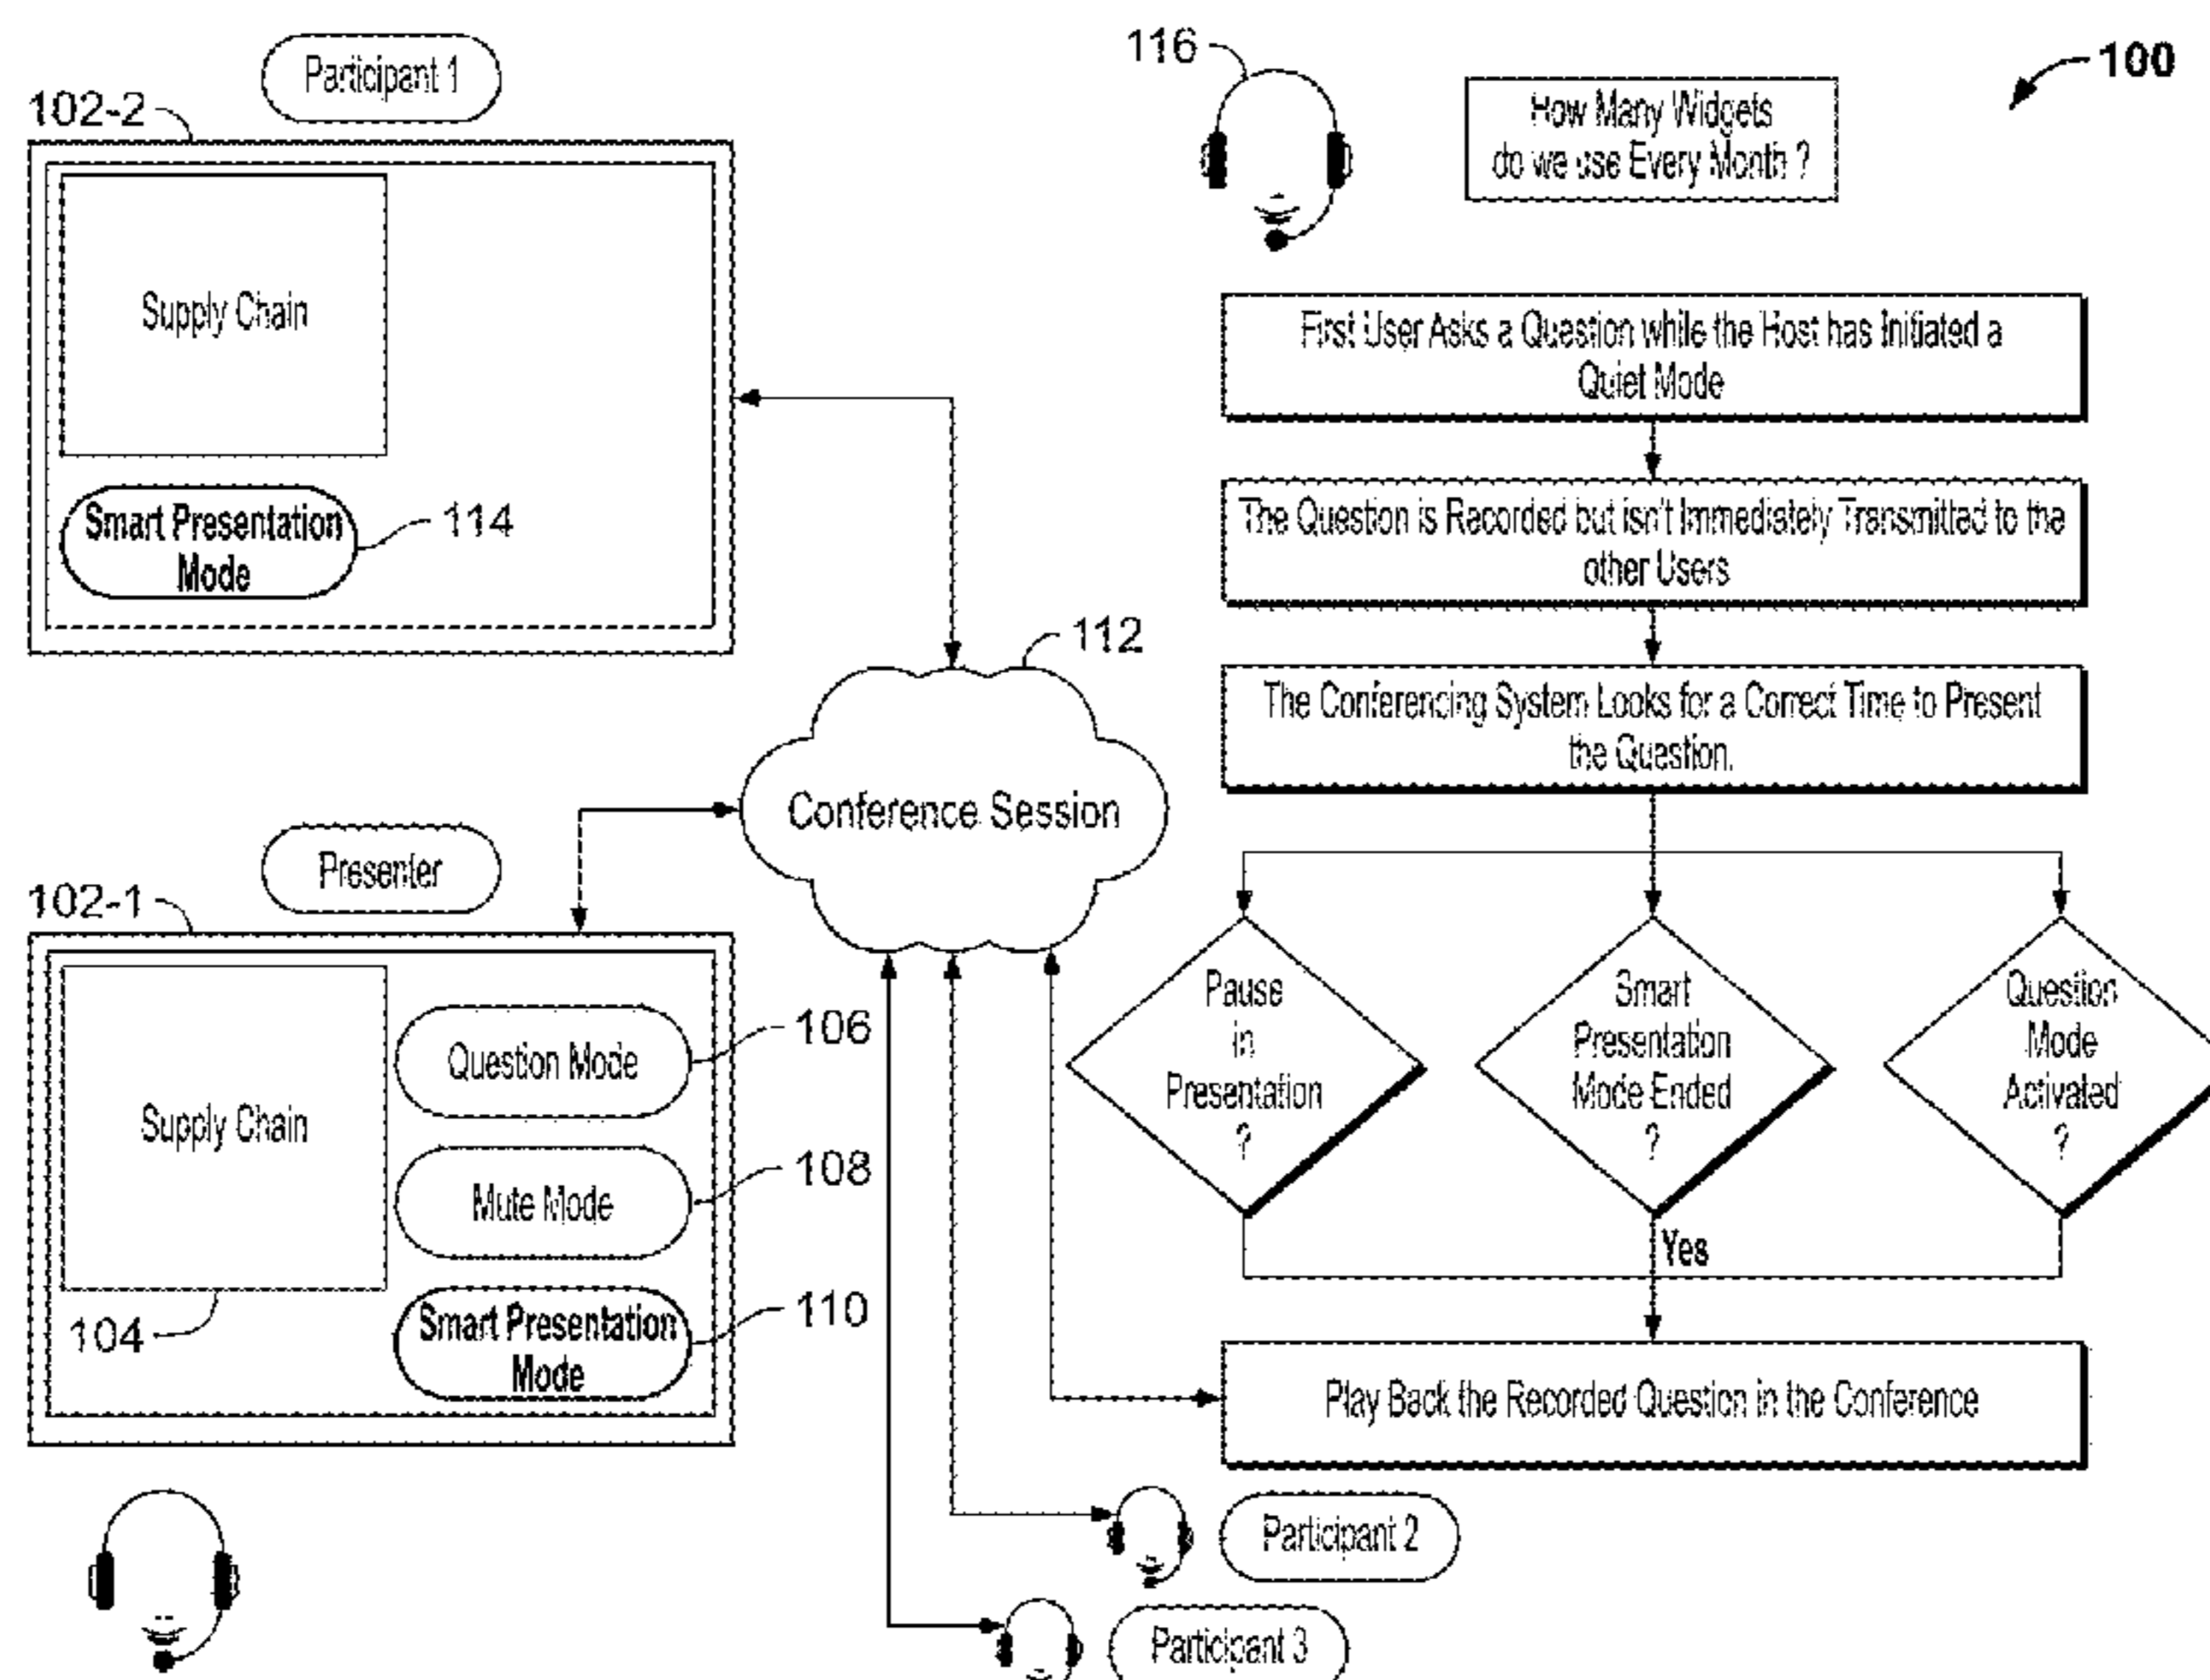 Participant 1
102-2
Supply Chain
Smart Presentation
Mode
114
112
Conference Session
Presenter
102-1
Supply Chain
Question Mode
106
Mute Mode
108
Smart Presentation
Mode
110
104
116
How Many Widgets
do we use Every Month ?
100
First User Asks a Question while the Host has Initiated a
Quiet Mode
The Question is Recorded but isn't Immediately Transmitted to the
other Users
The Conferencing System Looks for a Correct Time to Present
the Question.
Pause
in
Presentation
?
Smart
Presentation
Mode Ended
?
Question
Mode
Activated
?
Yes
Play Back the Recorded Question in the Conference
Participant 2
Participant 3